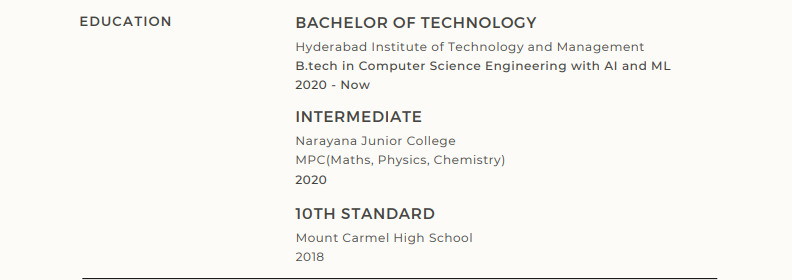 EDUCATION
BACHELOR OF TECHNOLOGY
Hyderabad Institute of Technology and Management
B.tech in Computer Science Engineering with AI and ML
2020 - Now
INTERMEDIATE
Narayana Junior College
MPC(Maths, Physics, Chemistry)
2020
10TH STANDARD
Mount Carmel High School
2018